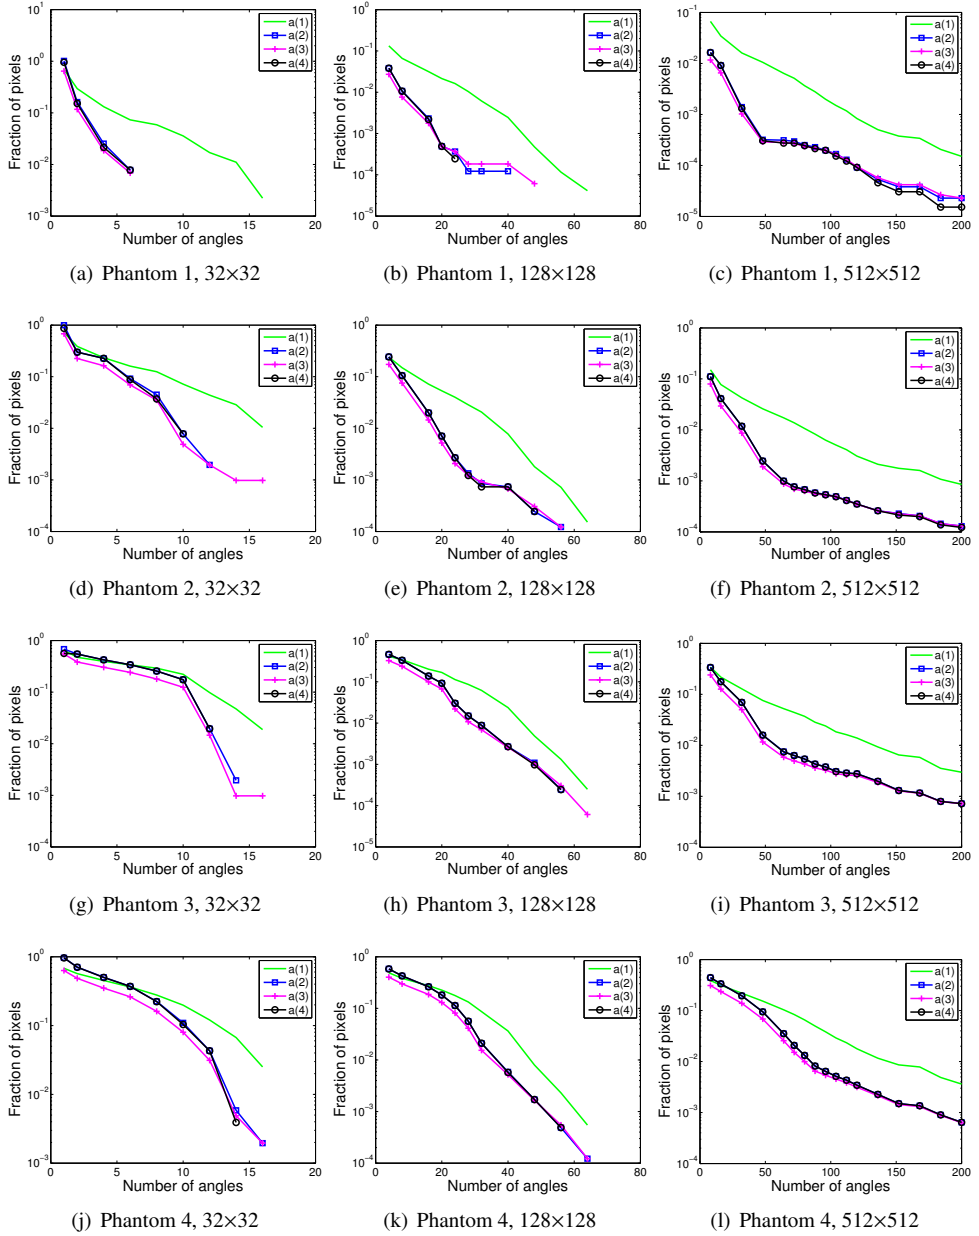 a(1)
a(2)
a(3)
a(4)
Fraction of pixels
10^1
10^0
10^−1
10^−2
10^−3
0 5 10 15 20
Number of angles
(a) Phantom 1, 32×32
a(1)
a(2)
a(3)
a(4)
Fraction of pixels
10^0
10^−1
10^−2
10^−3
10^−4
10^−5
0 20 40 60 80
Number of angles
(b) Phantom 1, 128×128
a(1)
a(2)
a(3)
a(4)
Fraction of pixels
10^−1
10^−2
10^−3
10^−4
10^−5
0 50 100 150 200
Number of angles
(c) Phantom 1, 512×512
a(1)
a(2)
a(3)
a(4)
Fraction of pixels
10^0
10^−1
10^−2
10^−3
10^−4
0 5 10 15 20
Number of angles
(d) Phantom 2, 32×32
a(1)
a(2)
a(3)
a(4)
Fraction of pixels
10^0
10^−1
10^−2
10^−3
10^−4
0 20 40 60 80
Number of angles
(e) Phantom 2, 128×128
a(1)
a(2)
a(3)
a(4)
Fraction of pixels
10^0
10^−1
10^−2
10^−3
10^−4
0 50 100 150 200
Number of angles
(f) Phantom 2, 512×512
a(1)
a(2)
a(3)
a(4)
Fraction of pixels
10^0
10^−1
10^−2
10^−3
10^−4
0 5 10 15 20
Number of angles
(g) Phantom 3, 32×32
a(1)
a(2)
a(3)
a(4)
Fraction of pixels
10^0
10^−1
10^−2
10^−3
10^−4
10^−5
0 20 40 60 80
Number of angles
(h) Phantom 3, 128×128
a(1)
a(2)
a(3)
a(4)
Fraction of pixels
10^0
10^−1
10^−2
10^−3
10^−4
0 50 100 150 200
Number of angles
(i) Phantom 3, 512×512
a(1)
a(2)
a(3)
a(4)
Fraction of pixels
10^0
10^−1
10^−2
10^−3
0 5 10 15 20
Number of angles
(j) Phantom 4, 32×32
a(1)
a(2)
a(3)
a(4)
Fraction of pixels
10^0
10^−1
10^−2
10^−3
10^−4
0 20 40 60 80
Number of angles
(k) Phantom 4, 128×128
a(1)
a(2)
a(3)
a(4)
Fraction of pixels
10^0
10^−1
10^−2
10^−3
10^−4
0 50 100 150 200
Number of angles
(l) Phantom 4, 512×512